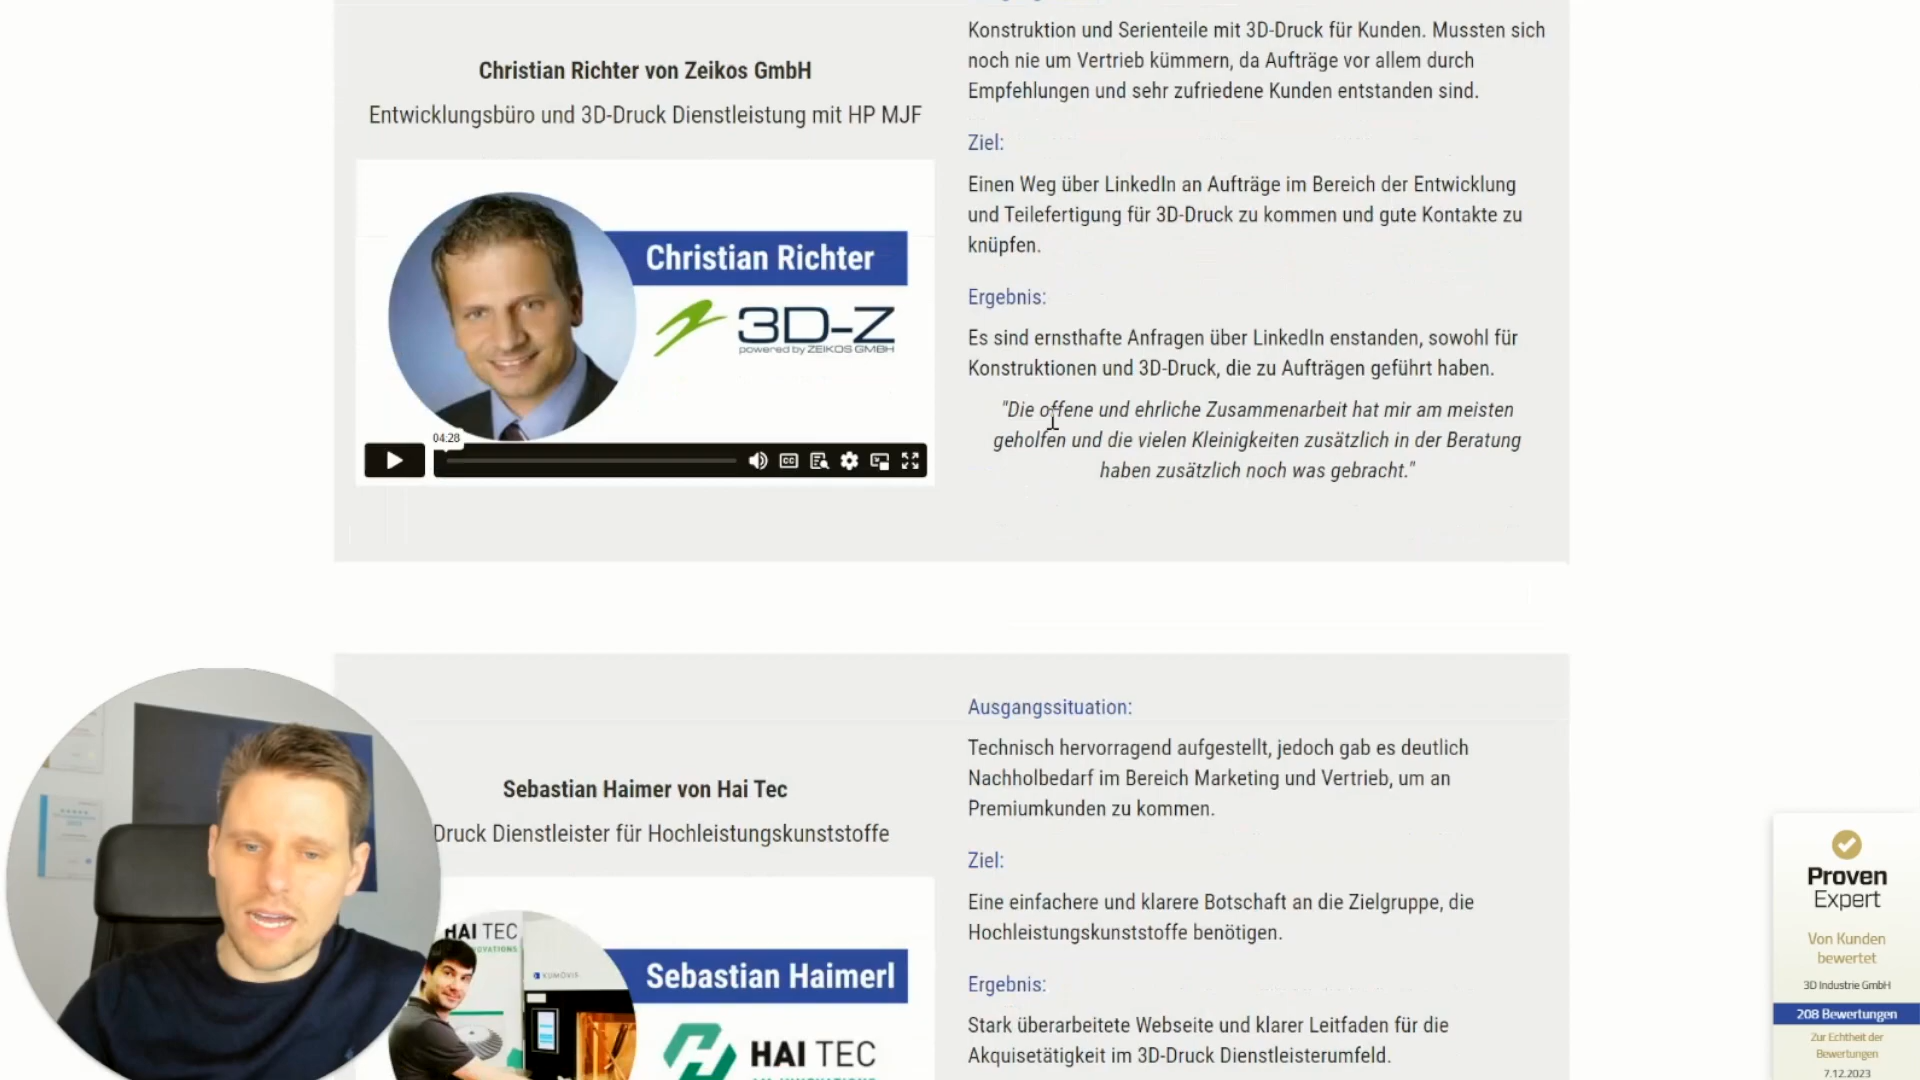 Christian Richter von Zeikos GmbH
Entwicklungsbüro und 3D-Druck Dienstleistung mit HP MJF
Christian Richter
3D-Z
powered by ZEIKOS GMBH
04:28
CC
Konstruktion und Serienteile mit 3D-Druck für Kunden. Mussten sich
noch nie um Vertrieb kümmern, da Aufträge vor allem durch
Empfehlungen und sehr zufriedene Kunden entstanden sind.
Ziel:
Einen Weg über LinkedIn an Aufträge im Bereich der Entwicklung
und Teilefertigung für 3D-Druck zu kommen und gute Kontakte zu
knüpfen.
Ergebnis:
Es sind ernsthafte Anfragen über LinkedIn enstanden, sowohl für
Konstruktionen und 3D-Druck, die zu Aufträgen geführt haben.
"Die offene und ehrliche Zusammenarbeit hat mir am meisten
geholfen und die vielen Kleinigkeiten zusätzlich in der Beratung
haben zusätzlich noch was gebracht."
Sebastian Haimer von Hai Tec
Druck Dienstleister für Hochleistungskunststoffe
HAI TEC
KUMOVIS
Sebastian Haimerl
HAI TEC
Ausgangssituation:
Technisch hervorragend aufgestellt, jedoch gab es deutlich
Nachholbedarf im Bereich Marketing und Vertrieb, um an
Premiumkunden zu kommen.
Ziel:
Eine einfachere und klarere Botschaft an die Zielgruppe, die
Hochleistungskunststoffe benötigen.
Ergebnis:
Stark überarbeitete Webseite und klarer Leitfaden für die
Akquisetätigkeit im 3D-Druck Dienstleisterumfeld.
Proven
Expert
Von Kunden
bewertet
3D Industrie GmbH
208 Bewertungen
Zur Echtheit der
Bewertungen
7.12.2023